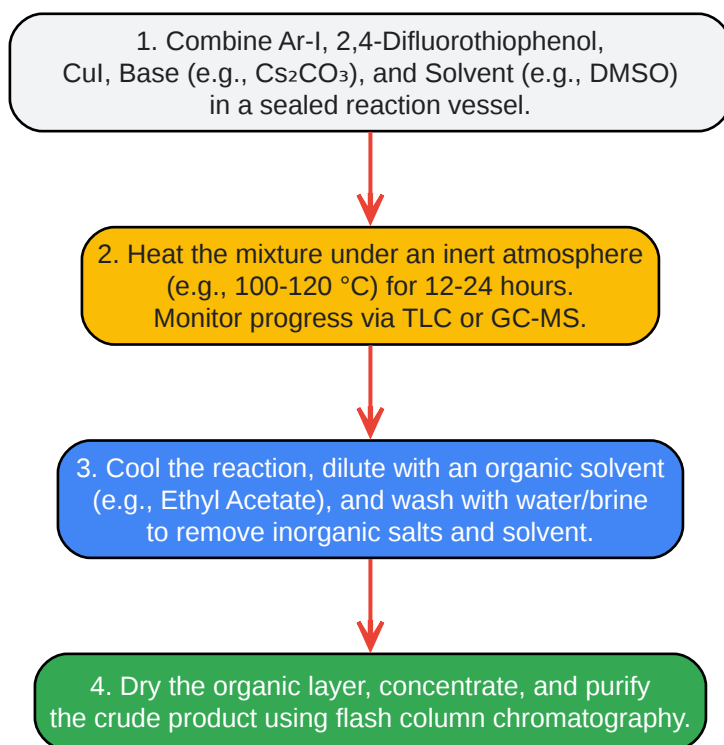 1. Combine Ar-I, 2,4-Difluorothiophenol,
CuI, Base (e.g., Cs₂CO₃), and Solvent (e.g., DMSO)
in a sealed reaction vessel.
2. Heat the mixture under an inert atmosphere
(e.g., 100-120 °C) for 12-24 hours.
Monitor progress via TLC or GC-MS.
3. Cool the reaction, dilute with an organic solvent
(e.g., Ethyl Acetate), and wash with water/brine
to remove inorganic salts and solvent.
4. Dry the organic layer, concentrate, and purify
the crude product using flash column chromatography.